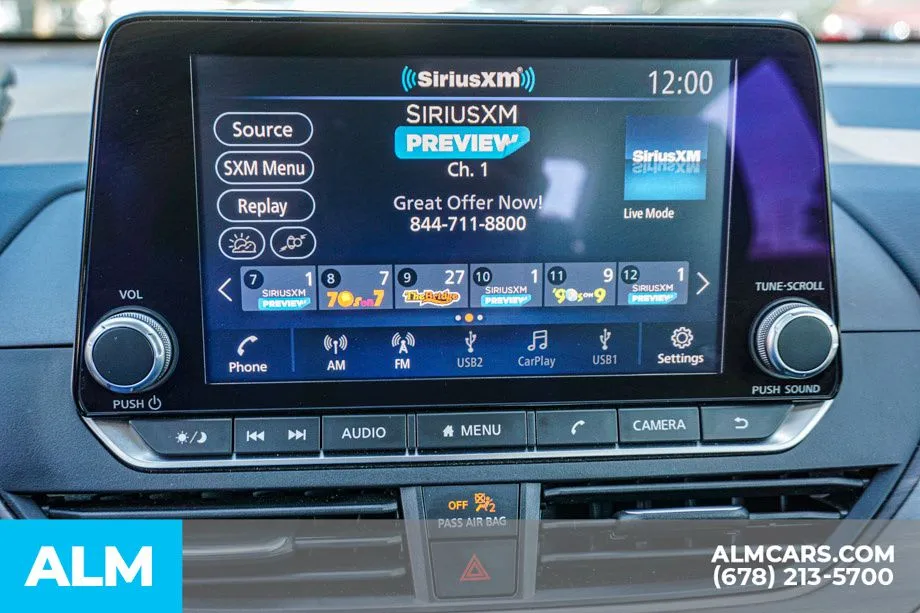 SiriusXM
12:00
SIRIUSXM
PREVIEW
Ch. 1
Source
SXM Menu
Replay
Great Offer Now!
844-711-8800
SiriusXM
Live Mode
7 1
SIRIUSXM
PREVIEW
8 7
70s on 7
9 27
The Bridge
10 1
SIRIUSXM
PREVIEW
11 9
'90s on 9
12 1
SIRIUSXM
PREVIEW
Phone
AM
FM
USB2
CarPlay
USB1
Settings
VOL
PUSH
TUNE-SCROLL
PUSH SOUND
AUDIO
MENU
CAMERA
OFF 2
PASS AIR BAG
ALM
ALMCARS.COM
(678) 213-5700